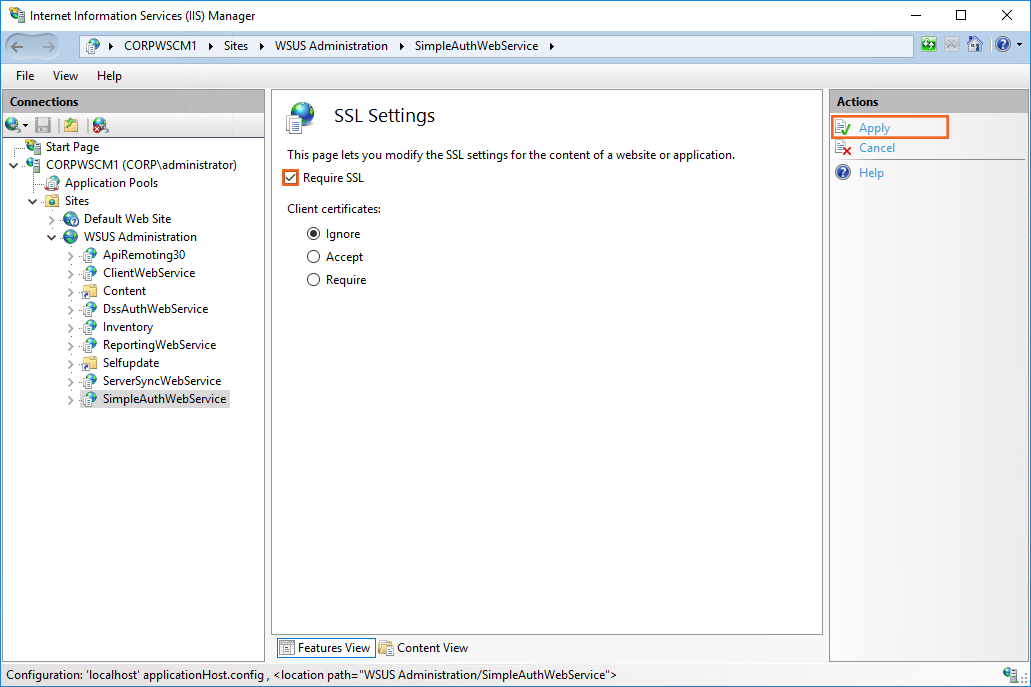 Internet Information Services (IIS) Manager
CORPWSCM1 Sites WSUS Administration SimpleAuthWebService
File View Help
Connections
Start Page
CORPWSCM1 (CORP\administrator)
Application Pools
Sites
Default Web Site
WSUS Administration
ApiRemoting30
ClientWebService
Content
DssAuthWebService
Inventory
ReportingWebService
Selfupdate
ServerSyncWebService
SimpleAuthWebService
SSL Settings
This page lets you modify the SSL settings for the content of a website or application.
Require SSL
Client certificates:
Ignore
Accept
Require
Features View Content View
Actions
Apply
Cancel
Help
Configuration: 'localhost' applicationHost.config , <location path="WSUS Administration/SimpleAuthWebService">